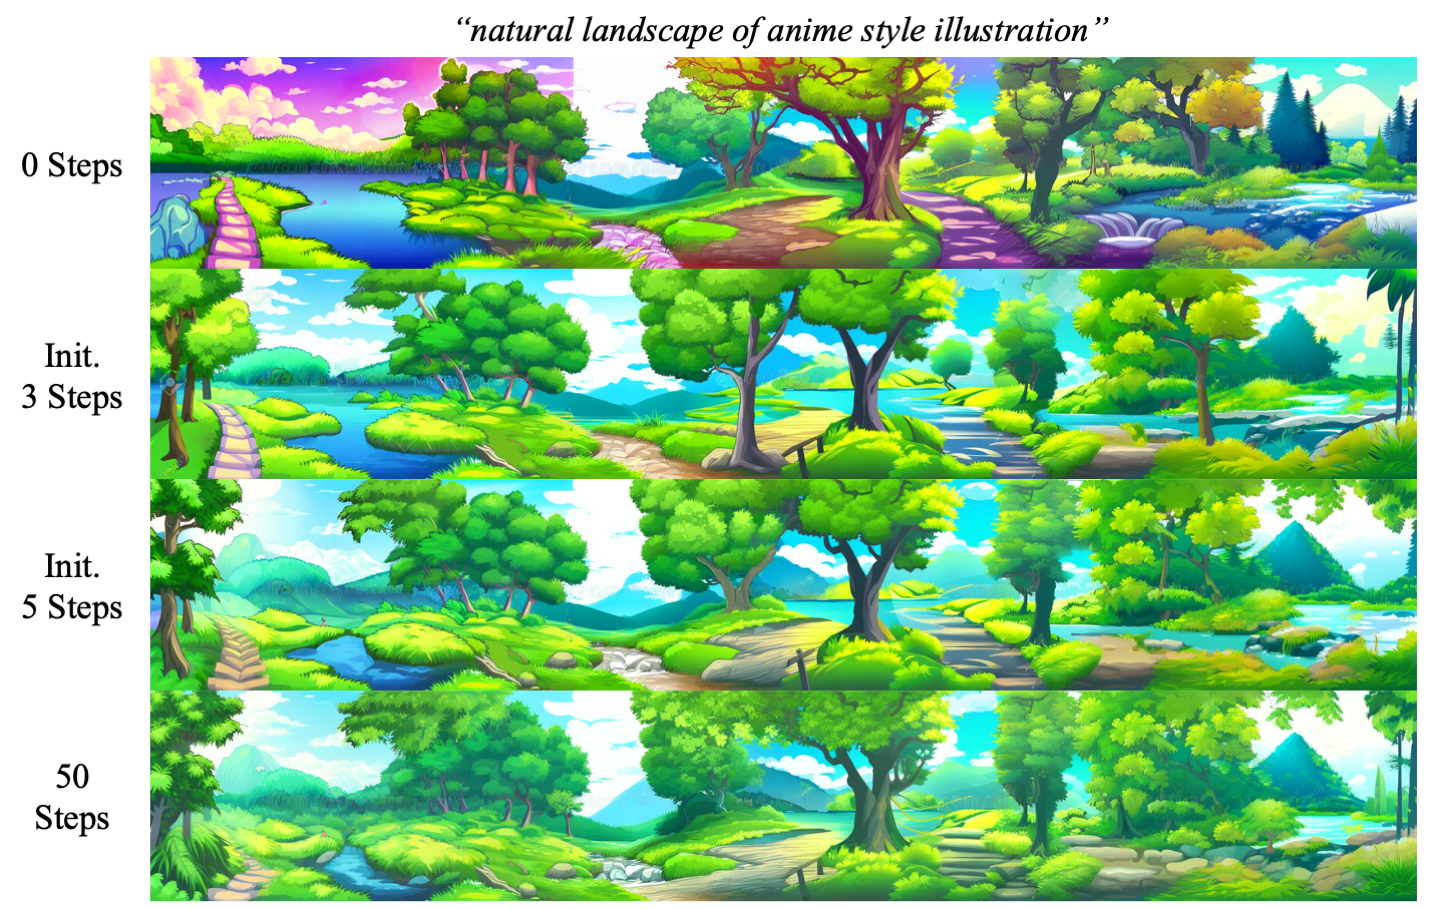 “natural landscape of anime style illustration”
0 Steps
Init.
3 Steps
Init.
5 Steps
50
Steps